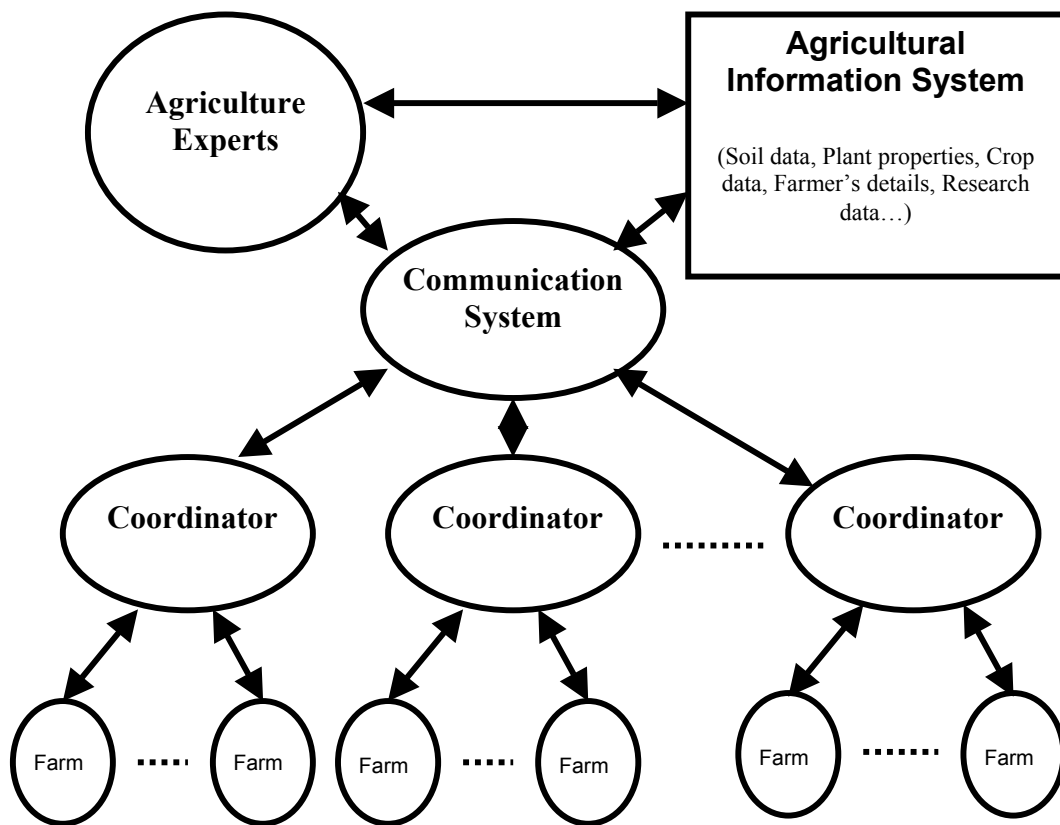 Agriculture
Experts
Agricultural
Information System
(Soil data, Plant properties, Crop
data, Farmer’s details, Research
data…)
Communication
System
Coordinator
Coordinator
Coordinator
Farm
Farm
Farm
Farm
Farm
Farm